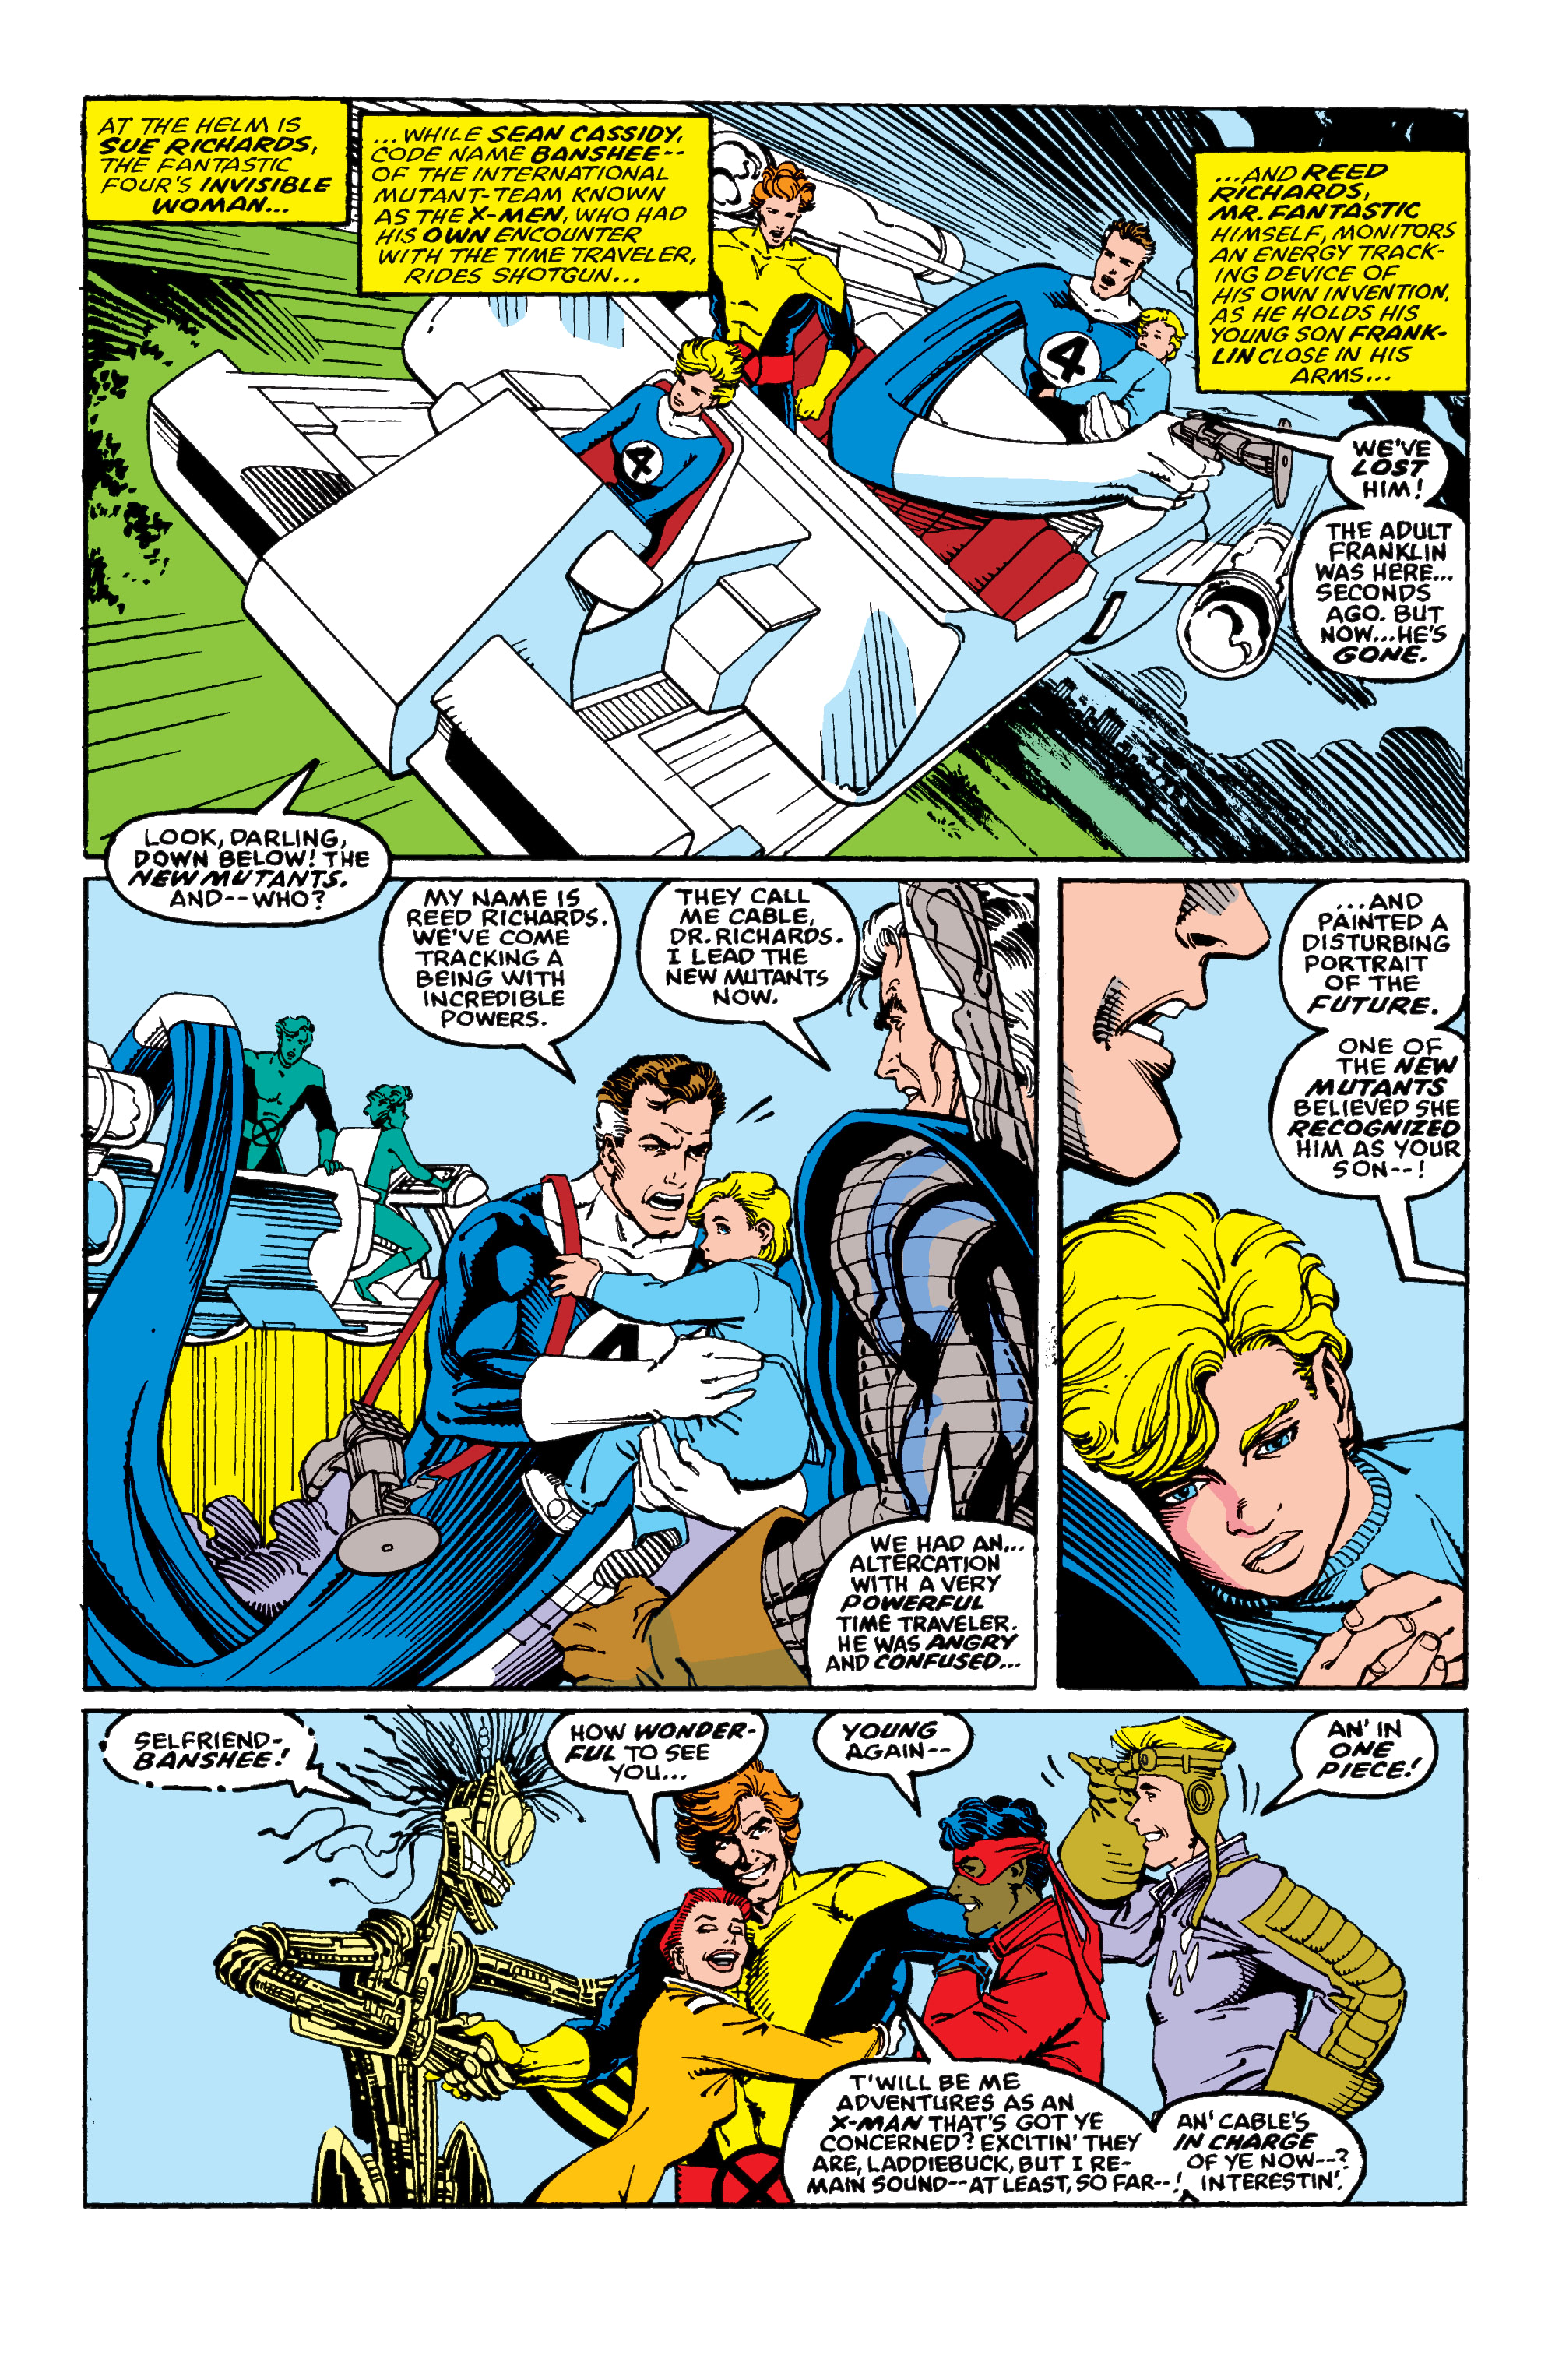 AT THE HELM IS
SUE RICHARDS,
THE FANTASTIC
FOUR'S INVISIBLE
WOMAN...
...WHILE SEAN CASSIDY,
CODE NAME BANSHEE--
OF THE INTERNATIONAL
MUTANT-TEAM KNOWN
AS THE X-MEN, WHO HAD
HIS OWN ENCOUNTER
WITH THE TIME TRAVELER,
RIDES SHOTGUN...
...AND REED
RICHARDS,
MR. FANTASTIC
HIMSELF, MONITORS
AN ENERGY TRACK-
ING DEVICE OF
HIS OWN INVENTION,
AS HE HOLDS HIS
YOUNG SON FRANK-
LIN CLOSE IN HIS
ARMS...
4
4
WE'VE
LOST
HIM!
THE ADULT
FRANKLIN
WAS HERE...
SECONDS
AGO. BUT
NOW...HE'S
GONE.
LOOK, DARLING,
DOWN BELOW! THE
NEW MUTANTS.
AND--WHO?
MY NAME IS
REED RICHARDS.
WE'VE COME
TRACKING A
BEING WITH
INCREDIBLE
POWERS.
THEY CALL
ME CABLE,
DR. RICHARDS.
I LEAD THE
NEW MUTANTS
NOW.
4
WE HAD AN...
ALTERCATION
WITH A VERY
POWERFUL
TIME TRAVELER.
HE WAS ANGRY
AND CONFUSED...
...AND
PAINTED A
DISTURBING
PORTRAIT
OF THE
FUTURE.
ONE OF
THE NEW
MUTANTS
BELIEVED SHE
RECOGNIZED
HIM AS YOUR
SON--!
SELFRIEND-
BANSHEE!
HOW WONDER-
FUL TO SEE
YOU...
YOUNG
AGAIN--
AN' IN
ONE
PIECE!
T'WILL BE ME
ADVENTURES AS AN
X-MAN THAT'S GOT YE
CONCERNED? EXCITIN' THEY
ARE, LADDIEBUCK, BUT I RE-
MAIN SOUND--AT LEAST, SO FAR--!
AN' CABLE'S
IN CHARGE
OF YE NOW--?
INTERESTIN'.